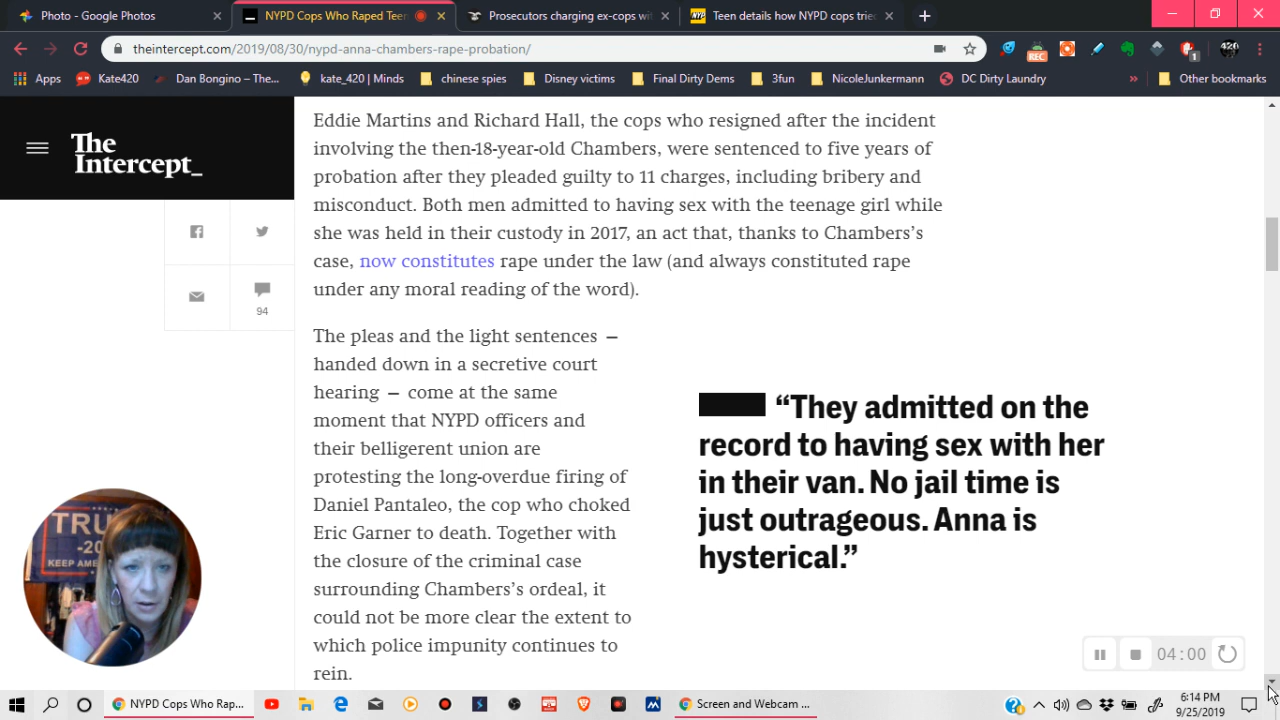 Photo - Google Photos
NYPD Cops Who Raped Teen
Prosecutors charging ex-cops wit
Teen details how NYPD cops tried
theintercept.com/2019/08/30/nypd-anna-chambers-rape-probation/
REC
1
420
Apps
Kate420
Dan Bongino – The...
kate_420 | Minds
chinese spies
Disney victims
Final Dirty Dems
3fun
NicoleJunkermann
DC Dirty Laundry
»
Other bookmarks
The
Intercept_
94
Eddie Martins and Richard Hall, the cops who resigned after the incident
involving the then-18-year-old Chambers, were sentenced to five years of
probation after they pleaded guilty to 11 charges, including bribery and
misconduct. Both men admitted to having sex with the teenage girl while
she was held in their custody in 2017, an act that, thanks to Chambers's
case, now constitutes rape under the law (and always constituted rape
under any moral reading of the word).
The pleas and the light sentences —
handed down in a secretive court
hearing — come at the same
moment that NYPD officers and
their belligerent union are
protesting the long-overdue firing of
Daniel Pantaleo, the cop who choked
Eric Garner to death. Together with
the closure of the criminal case
surrounding Chambers's ordeal, it
could not be more clear the extent to
which police impunity continues to
rein.
“They admitted on the
record to having sex with her
in their van. No jail time is
just outrageous. Anna is
hysterical.”
TRU
-20
KEEP AME
04:00
NYPD Cops Who Rap...
Screen and Webcam ...
6:14 PM
9/25/2019